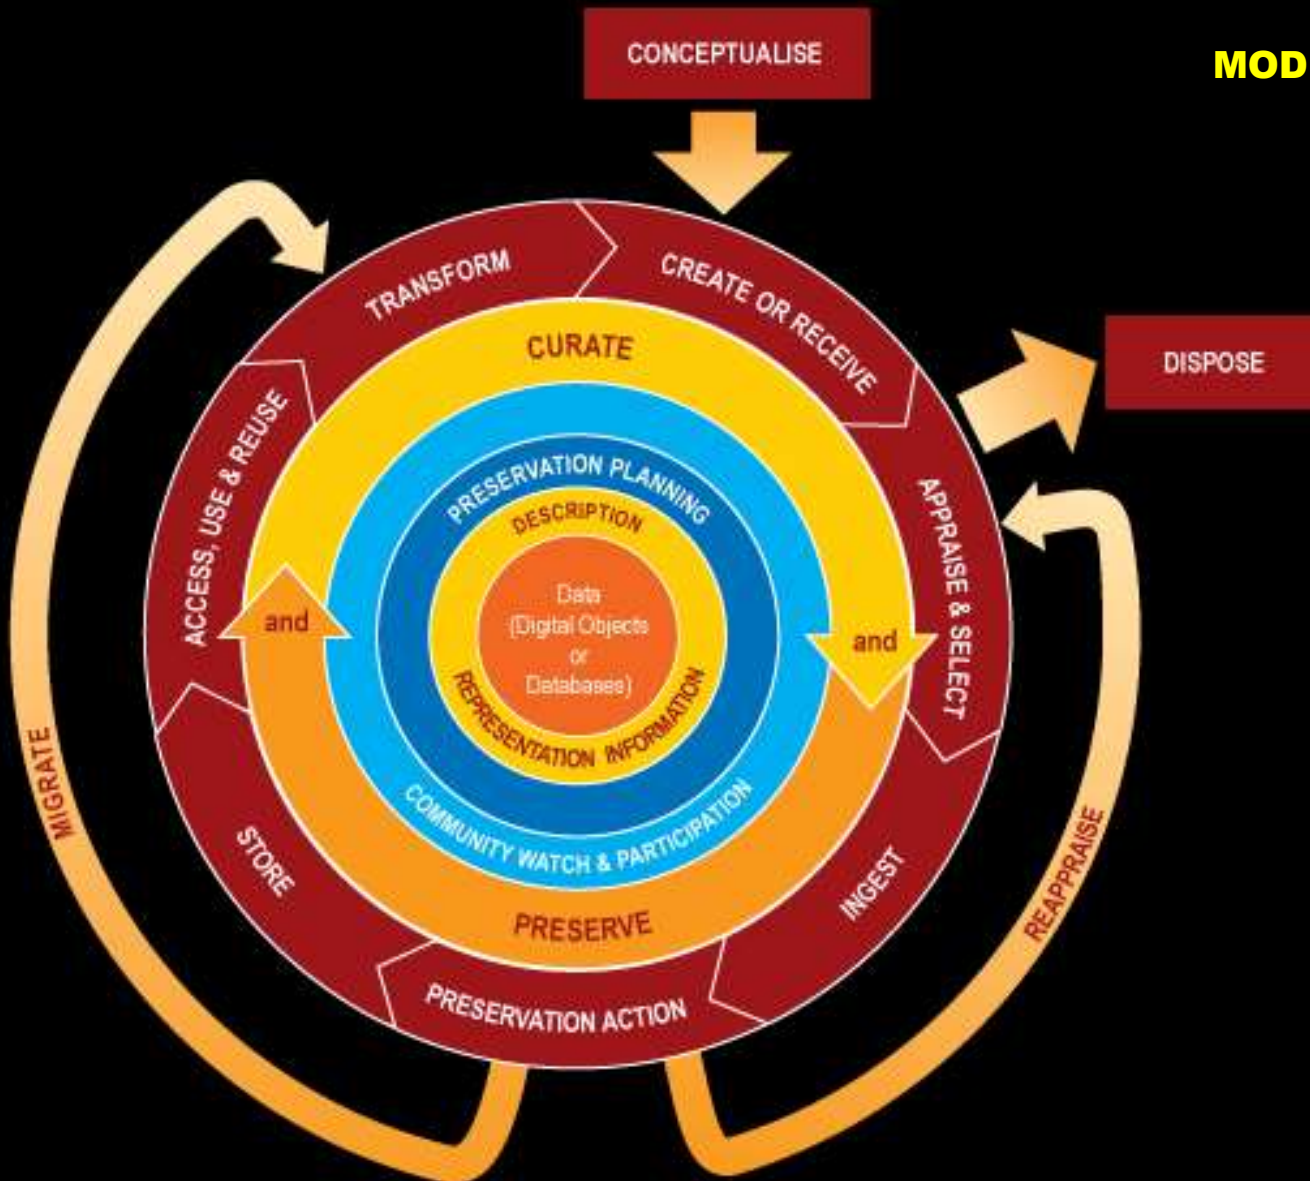 CONCEPTUALISE
MOD
TRANSFORM
CREATE OR RECEIVE
CURATE
DISPOSE
ACCESS, USE & REUSE
PRESERVATION PLANNING
DESCRIPTION
APPRAISE & SELECT
Data
(Digital Objects
or
Databases)
and
and
REPRESENTATION INFORMATION
COMMUNITY WATCH & PARTICIPATION
MIGRATE
STORE
INGEST
REAPPRAISE
PRESERVE
PRESERVATION ACTION